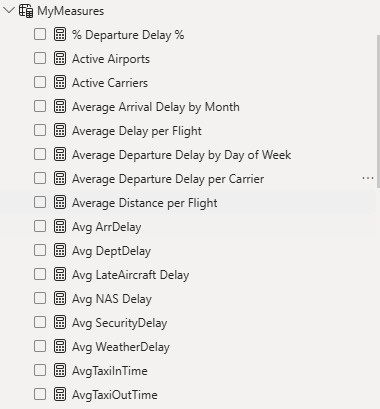 MyMeasures
% Departure Delay %
Active Airports
Active Carriers
Average Arrival Delay by Month
Average Delay per Flight
Average Departure Delay by Day of Week
Average Departure Delay per Carrier
Average Distance per Flight
Avg ArrDelay
Avg DeptDelay
Avg LateAircraft Delay
Avg NAS Delay
Avg SecurityDelay
Avg WeatherDelay
AvgTaxiInTime
AvgTaxiOutTime